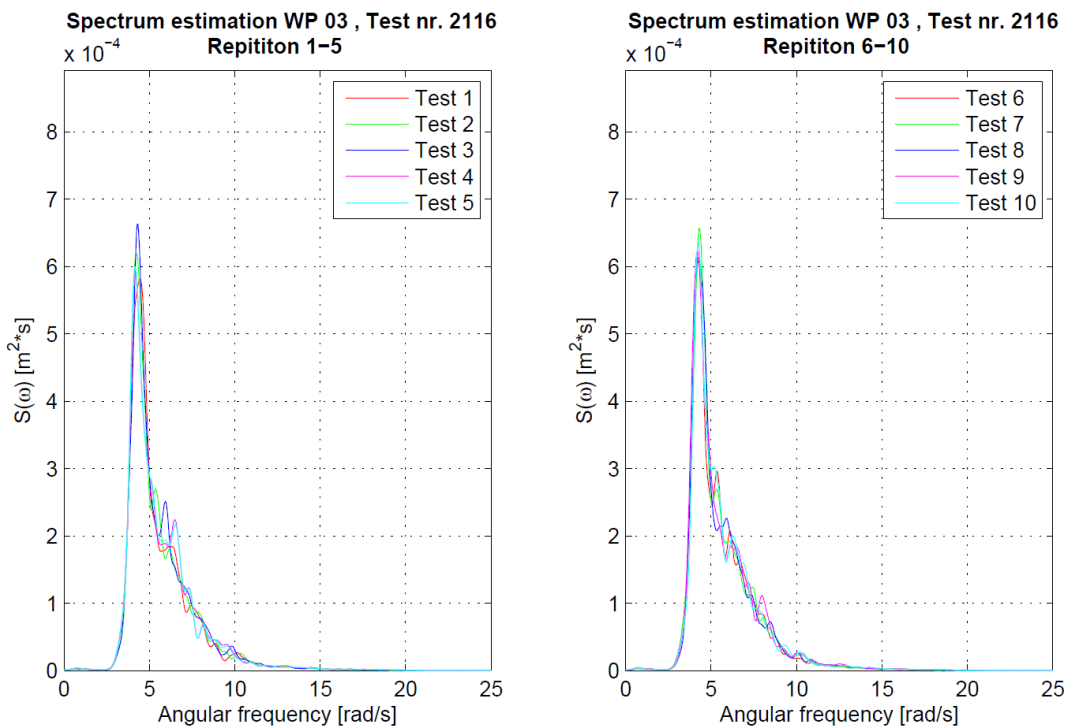 Spectrum estimation WP 03 , Test nr. 2116
Repititon 1−5
x 10⁻⁴
Test 1
Test 2
Test 3
Test 4
Test 5
8
7
6
5
4
3
2
1
0
S(ω) [m²*s]
0 5 10 15 20 25
Angular frequency [rad/s]
Spectrum estimation WP 03 , Test nr. 2116
Repititon 6−10
x 10⁻⁴
Test 6
Test 7
Test 8
Test 9
Test 10
8
7
6
5
4
3
2
1
0
S(ω) [m²*s]
0 5 10 15 20 25
Angular frequency [rad/s]